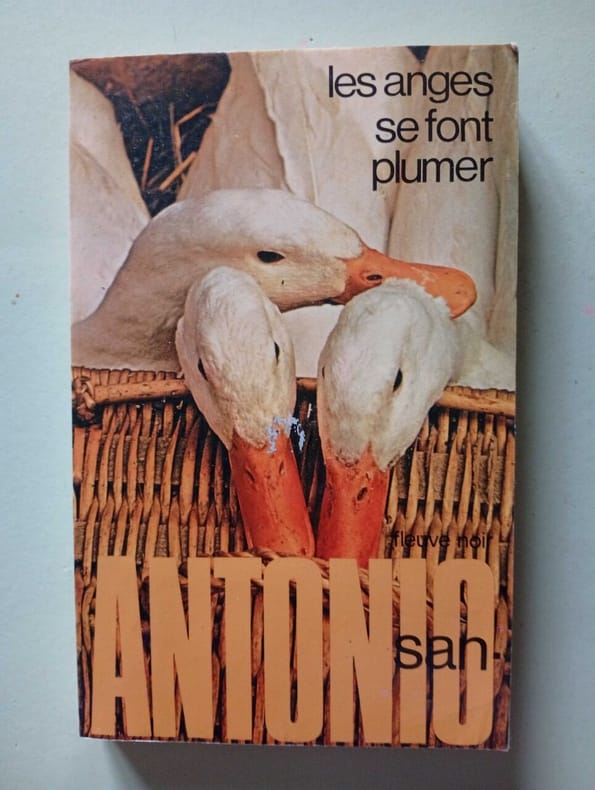 les anges
se font
plumer
fleuve noir
san-
ANTONIO